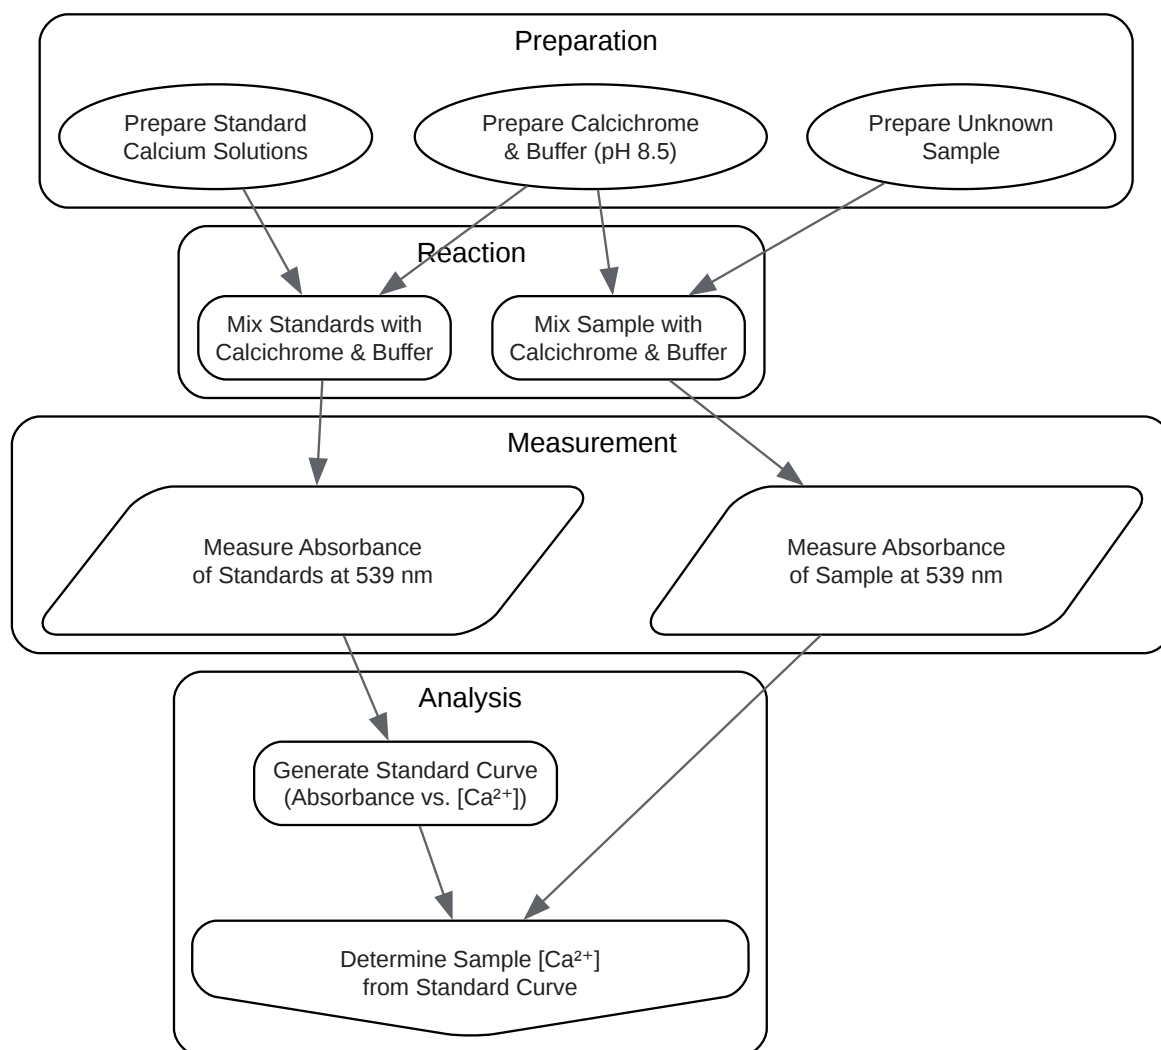 Preparation
Prepare Standard
Calcium Solutions
Prepare Calcichrome
& Buffer (pH 8.5)
Prepare Unknown
Sample
Reaction
Mix Standards with
Calcichrome & Buffer
Mix Sample with
Calcichrome & Buffer
Measurement
Measure Absorbance
of Standards at 539 nm
Measure Absorbance
of Sample at 539 nm
Analysis
Generate Standard Curve
(Absorbance vs. [Ca²⁺])
Determine Sample [Ca²⁺]
from Standard Curve